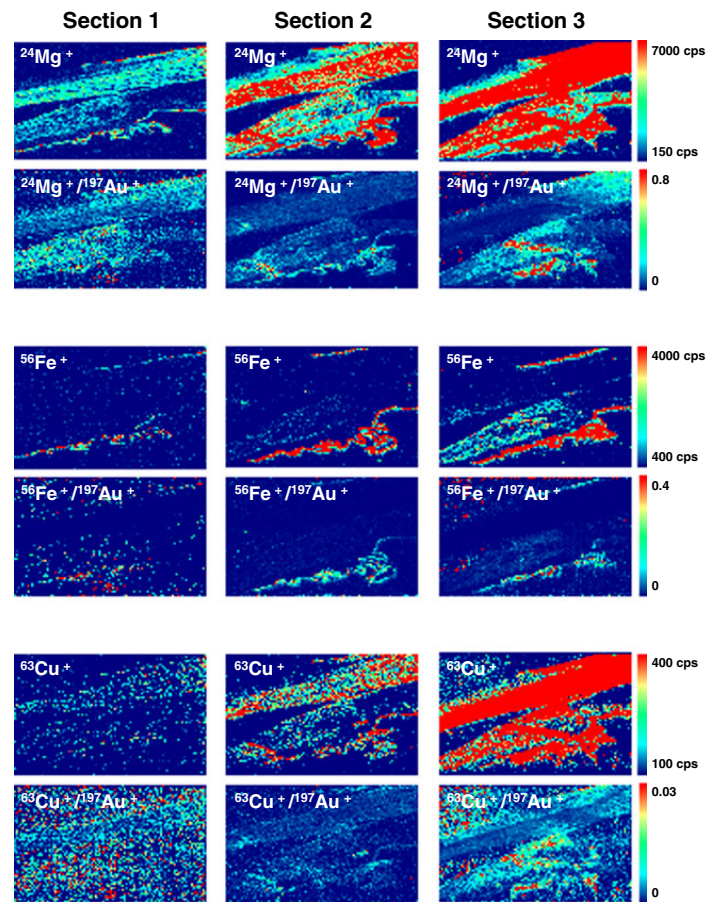 Section 1 Section 2 Section 3
²⁴Mg⁺ ²⁴Mg⁺ ²⁴Mg⁺ 7000 cps
150 cps
²⁴Mg⁺/¹⁹⁷Au⁺ ²⁴Mg⁺/¹⁹⁷Au⁺ ²⁴Mg⁺/¹⁹⁷Au⁺ 0.8
0
⁵⁶Fe⁺ ⁵⁶Fe⁺ ⁵⁶Fe⁺ 4000 cps
400 cps
⁵⁶Fe⁺/¹⁹⁷Au⁺ ⁵⁶Fe⁺/¹⁹⁷Au⁺ ⁵⁶Fe⁺/¹⁹⁷Au⁺ 0.4
0
⁶³Cu⁺ ⁶³Cu⁺ ⁶³Cu⁺ 400 cps
100 cps
⁶³Cu⁺/¹⁹⁷Au⁺ ⁶³Cu⁺/¹⁹⁷Au⁺ ⁶³Cu⁺/¹⁹⁷Au⁺ 0.03
0